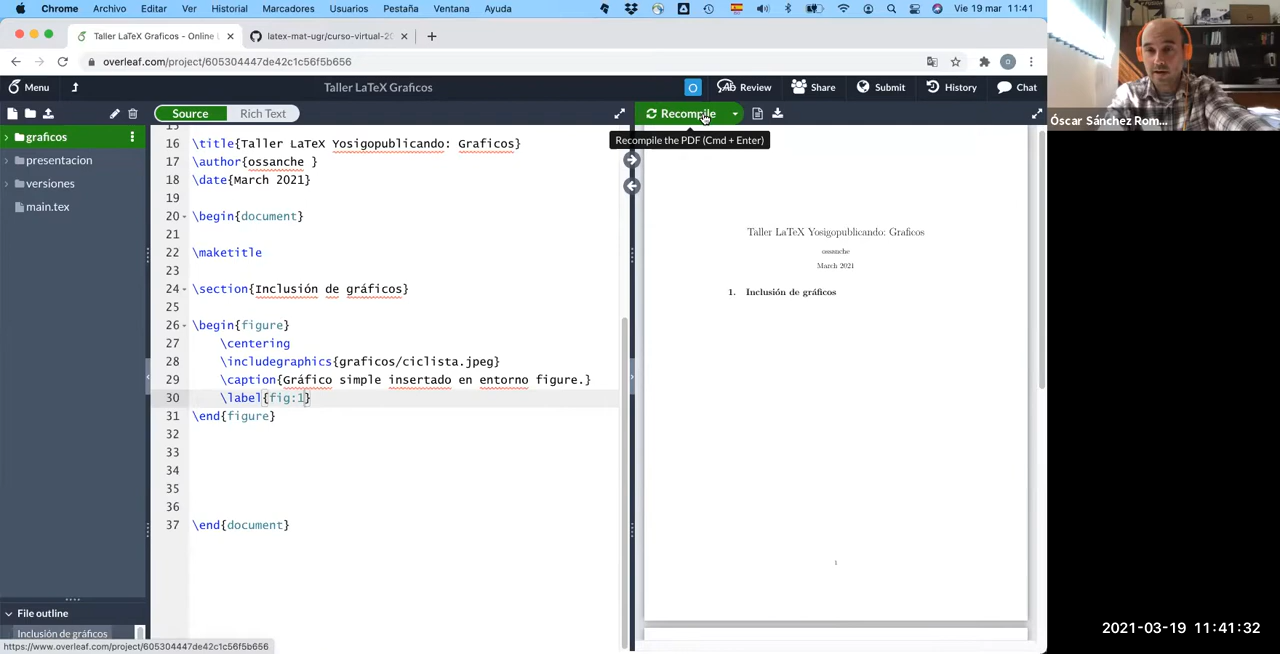 Chrome Archivo Editar Ver Historial Marcadores Usuarios Pestaña Ventana Ayuda Vie 19 mar 11:41
Taller LaTeX Graficos - Online L latex-mat-ugr/curso-virtual-20
overleaf.com/project/605304447de42c1c56f5b656
Menu Taller LaTeX Graficos O Review Share Submit History Chat
Source Rich Text Recompile
Recompile the PDF (Cmd + Enter)
graficos
presentacion
versiones
main.tex
15
16 \title{Taller LaTeX Yosigopublicando: Graficos}
17 \author{ossanche }
18 \date{March 2021}
19
20 \begin{document}
21
22 \maketitle
23
24 \section{Inclusión de gráficos}
25
26 \begin{figure}
27 \centering
28 \includegraphics{graficos/ciclista.jpeg}
29 \caption{Gráfico simple insertado en entorno figure.}
30 \label{fig:1}
31 \end{figure}
32
33
34
35
36
37 \end{document}
File outline
Inclusión de gráficos
https://www.overleaf.com/project/605304447de42c1c56f5b656
Taller LaTeX Yosigopublicando: Graficos
ossanche
March 2021
1. Inclusión de gráficos
1
Óscar Sánchez Rom...
2021-03-19 11:41:32